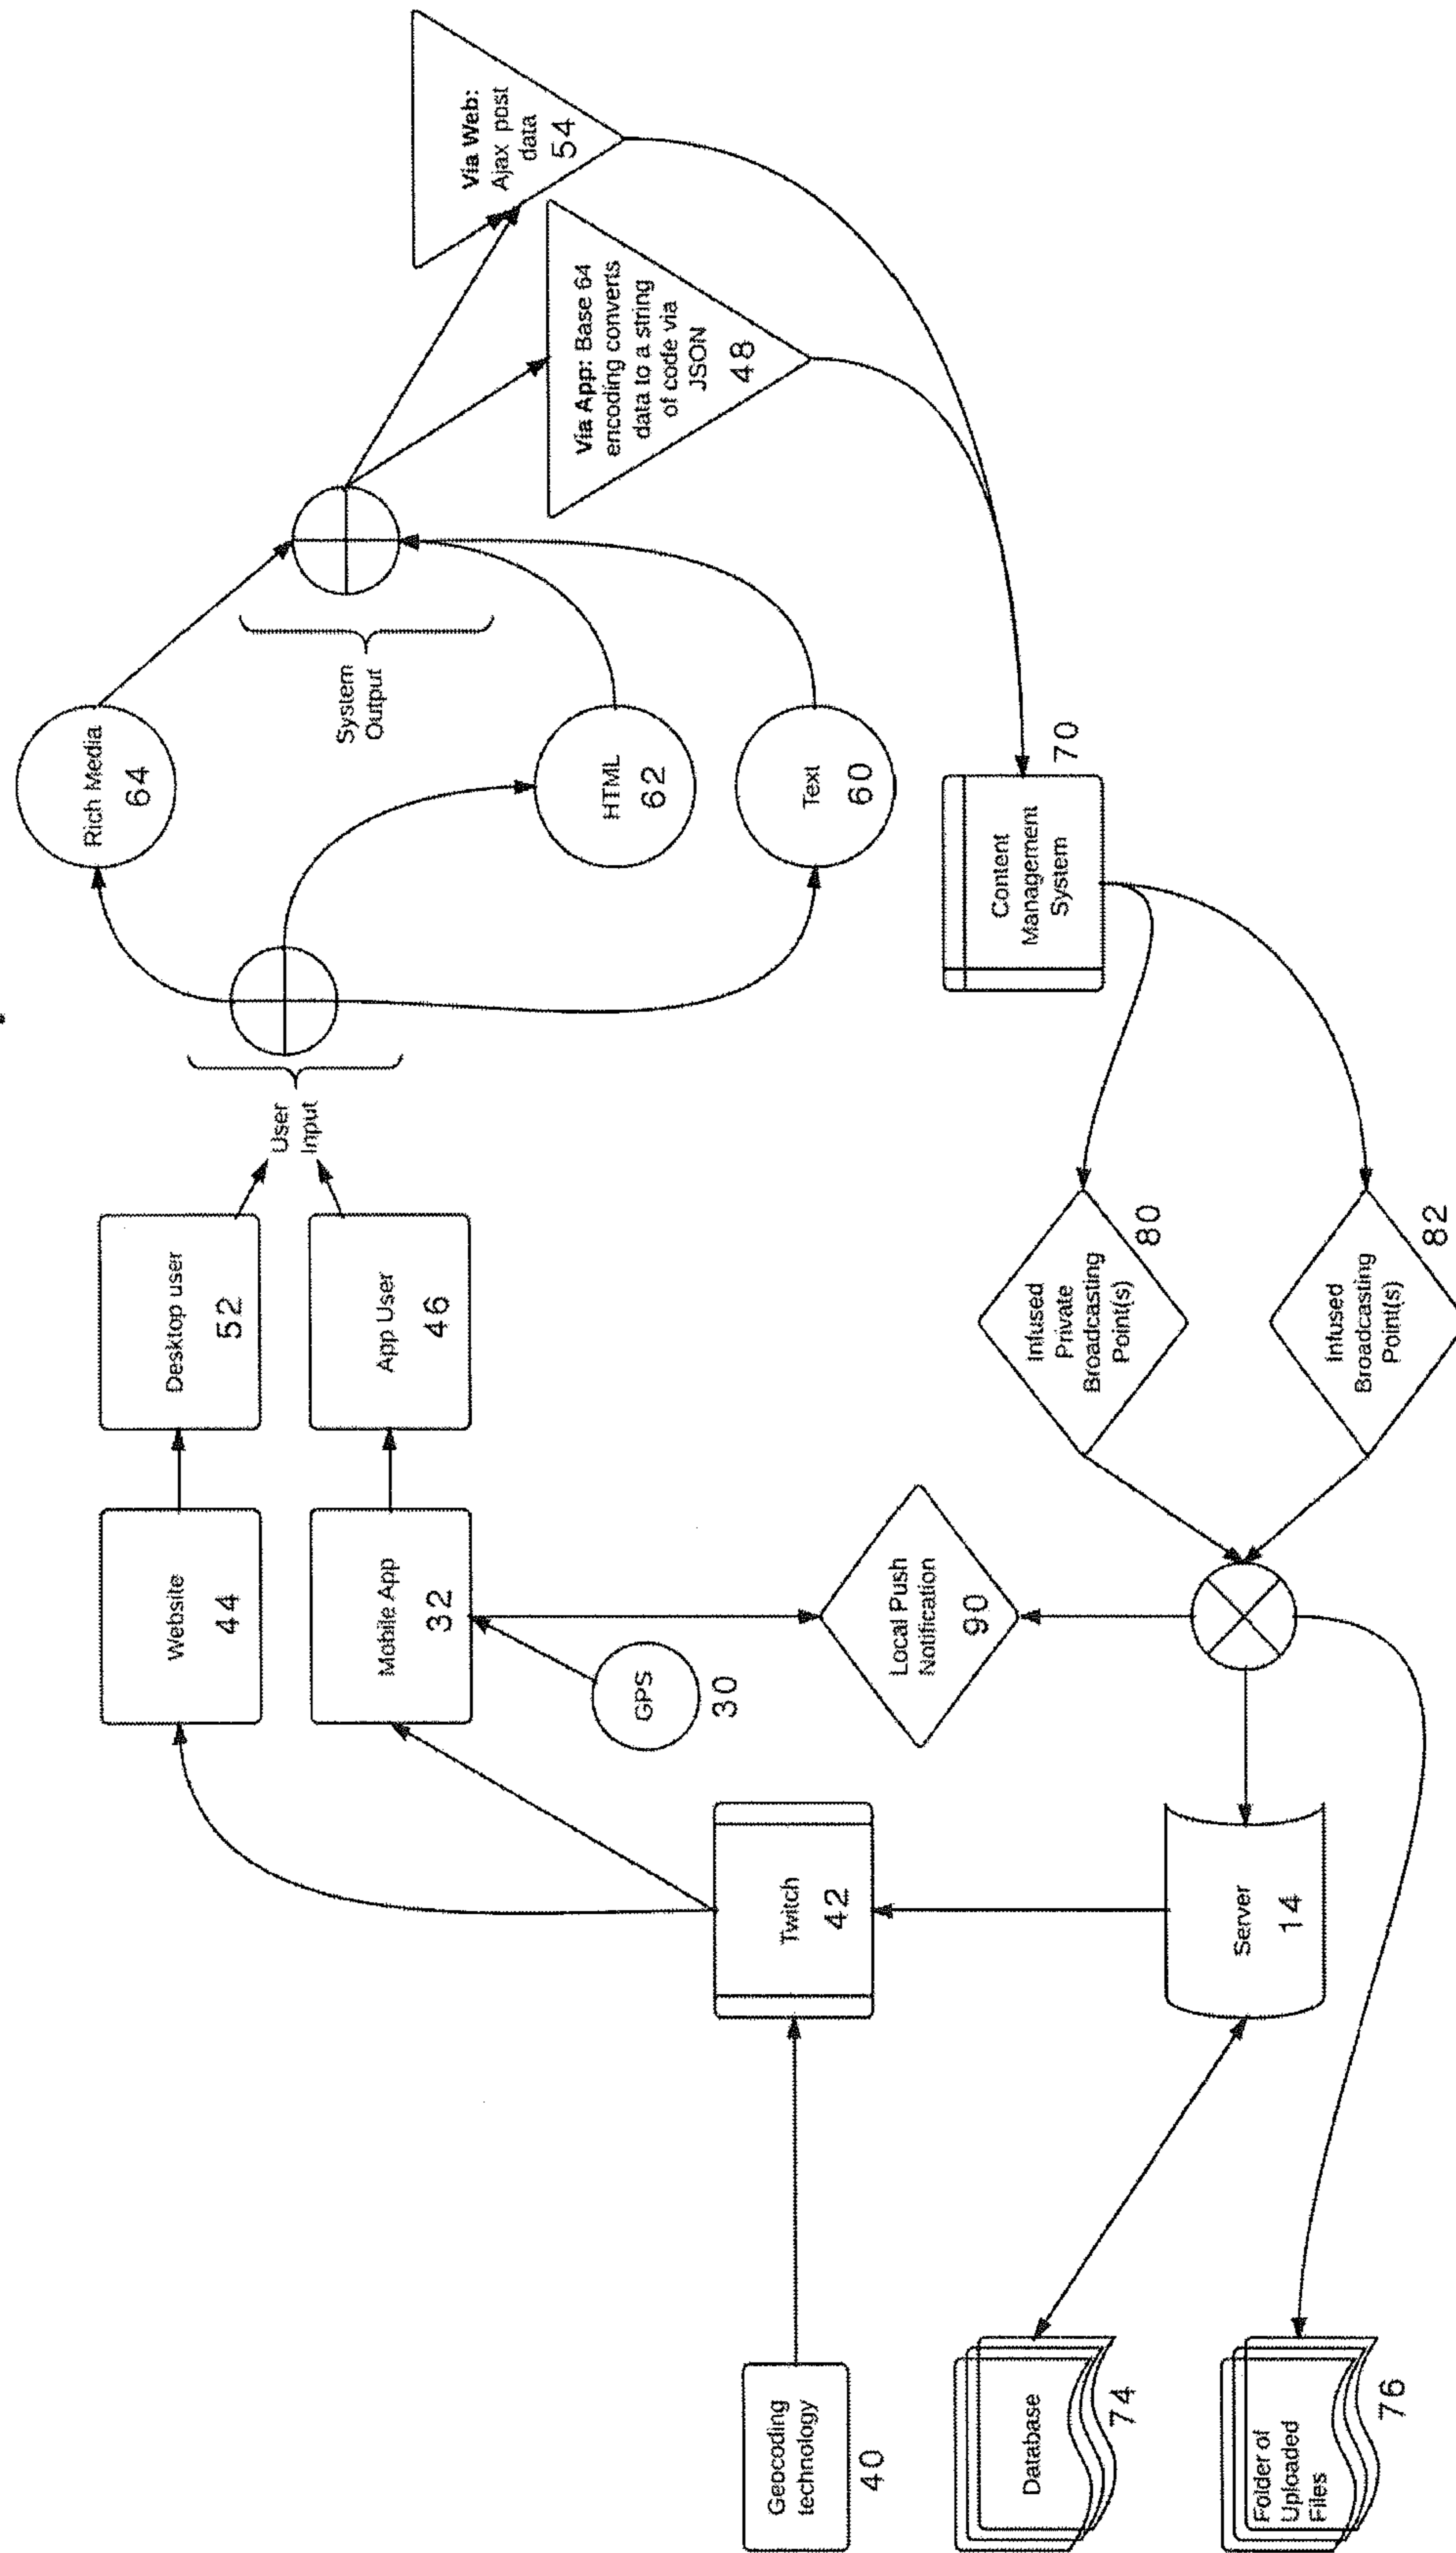 Geocoding
technology
40
Database
74
Folder of
Uploaded
Files
76
Twitch
42
Server
14
Website
44
Mobile App
32
GPS
30
Local Push
Notification
90
Desktop user
52
App User
46
User
Input
Infused
Private
Broadcasting
Point(s)
80
Infused
Broadcasting
Point(s)
82
Rich Media
64
HTML
62
Text
60
System
Output
Content
Management
System
70
Via App: Base 64
encoding converts
data to a string
of code via
JSON
48
Via Web:
Ajax post
data
54